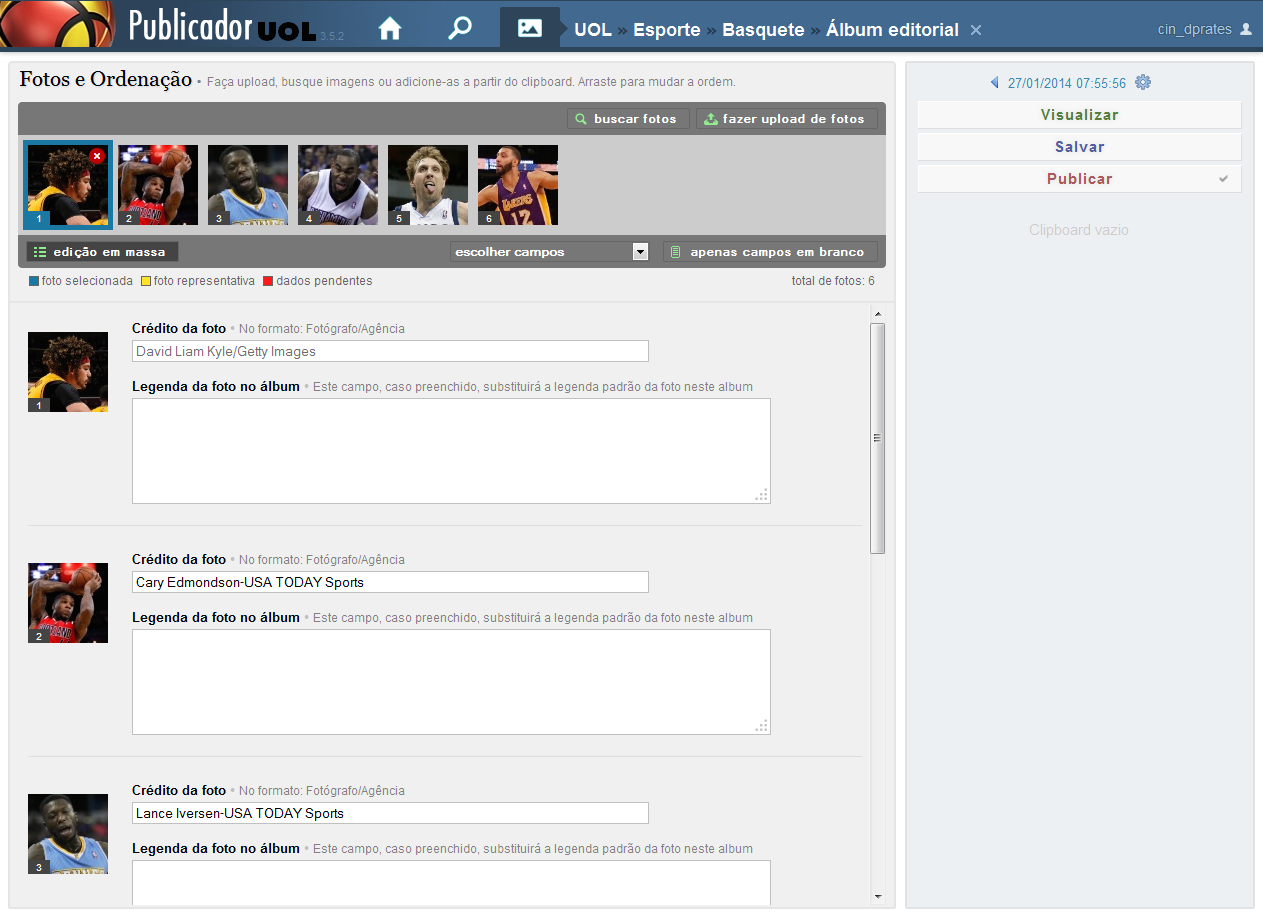 Publicador UOL 3.5.2
UOL » Esporte » Basquete » Álbum editorial ×
cin_dprates
Fotos e Ordenação • Faça upload, busque imagens ou adicione-as a partir do clipboard. Arraste para mudar a ordem.
buscar fotos
fazer upload de fotos
1 2 3 4 5 6
edição em massa
escolher campos
apenas campos em branco
foto selecionada foto representativa dados pendentes
total de fotos: 6
1
Crédito da foto • No formato: Fotógrafo/Agência
David Liam Kyle/Getty Images
Legenda da foto no álbum • Este campo, caso preenchido, substituirá a legenda padrão da foto neste album
2
Crédito da foto • No formato: Fotógrafo/Agência
Cary Edmondson-USA TODAY Sports
Legenda da foto no álbum • Este campo, caso preenchido, substituirá a legenda padrão da foto neste album
3
Crédito da foto • No formato: Fotógrafo/Agência
Lance Iversen-USA TODAY Sports
Legenda da foto no álbum • Este campo, caso preenchido, substituirá a legenda padrão da foto neste album
27/01/2014 07:55:56
Visualizar
Salvar
Publicar
Clipboard vazio